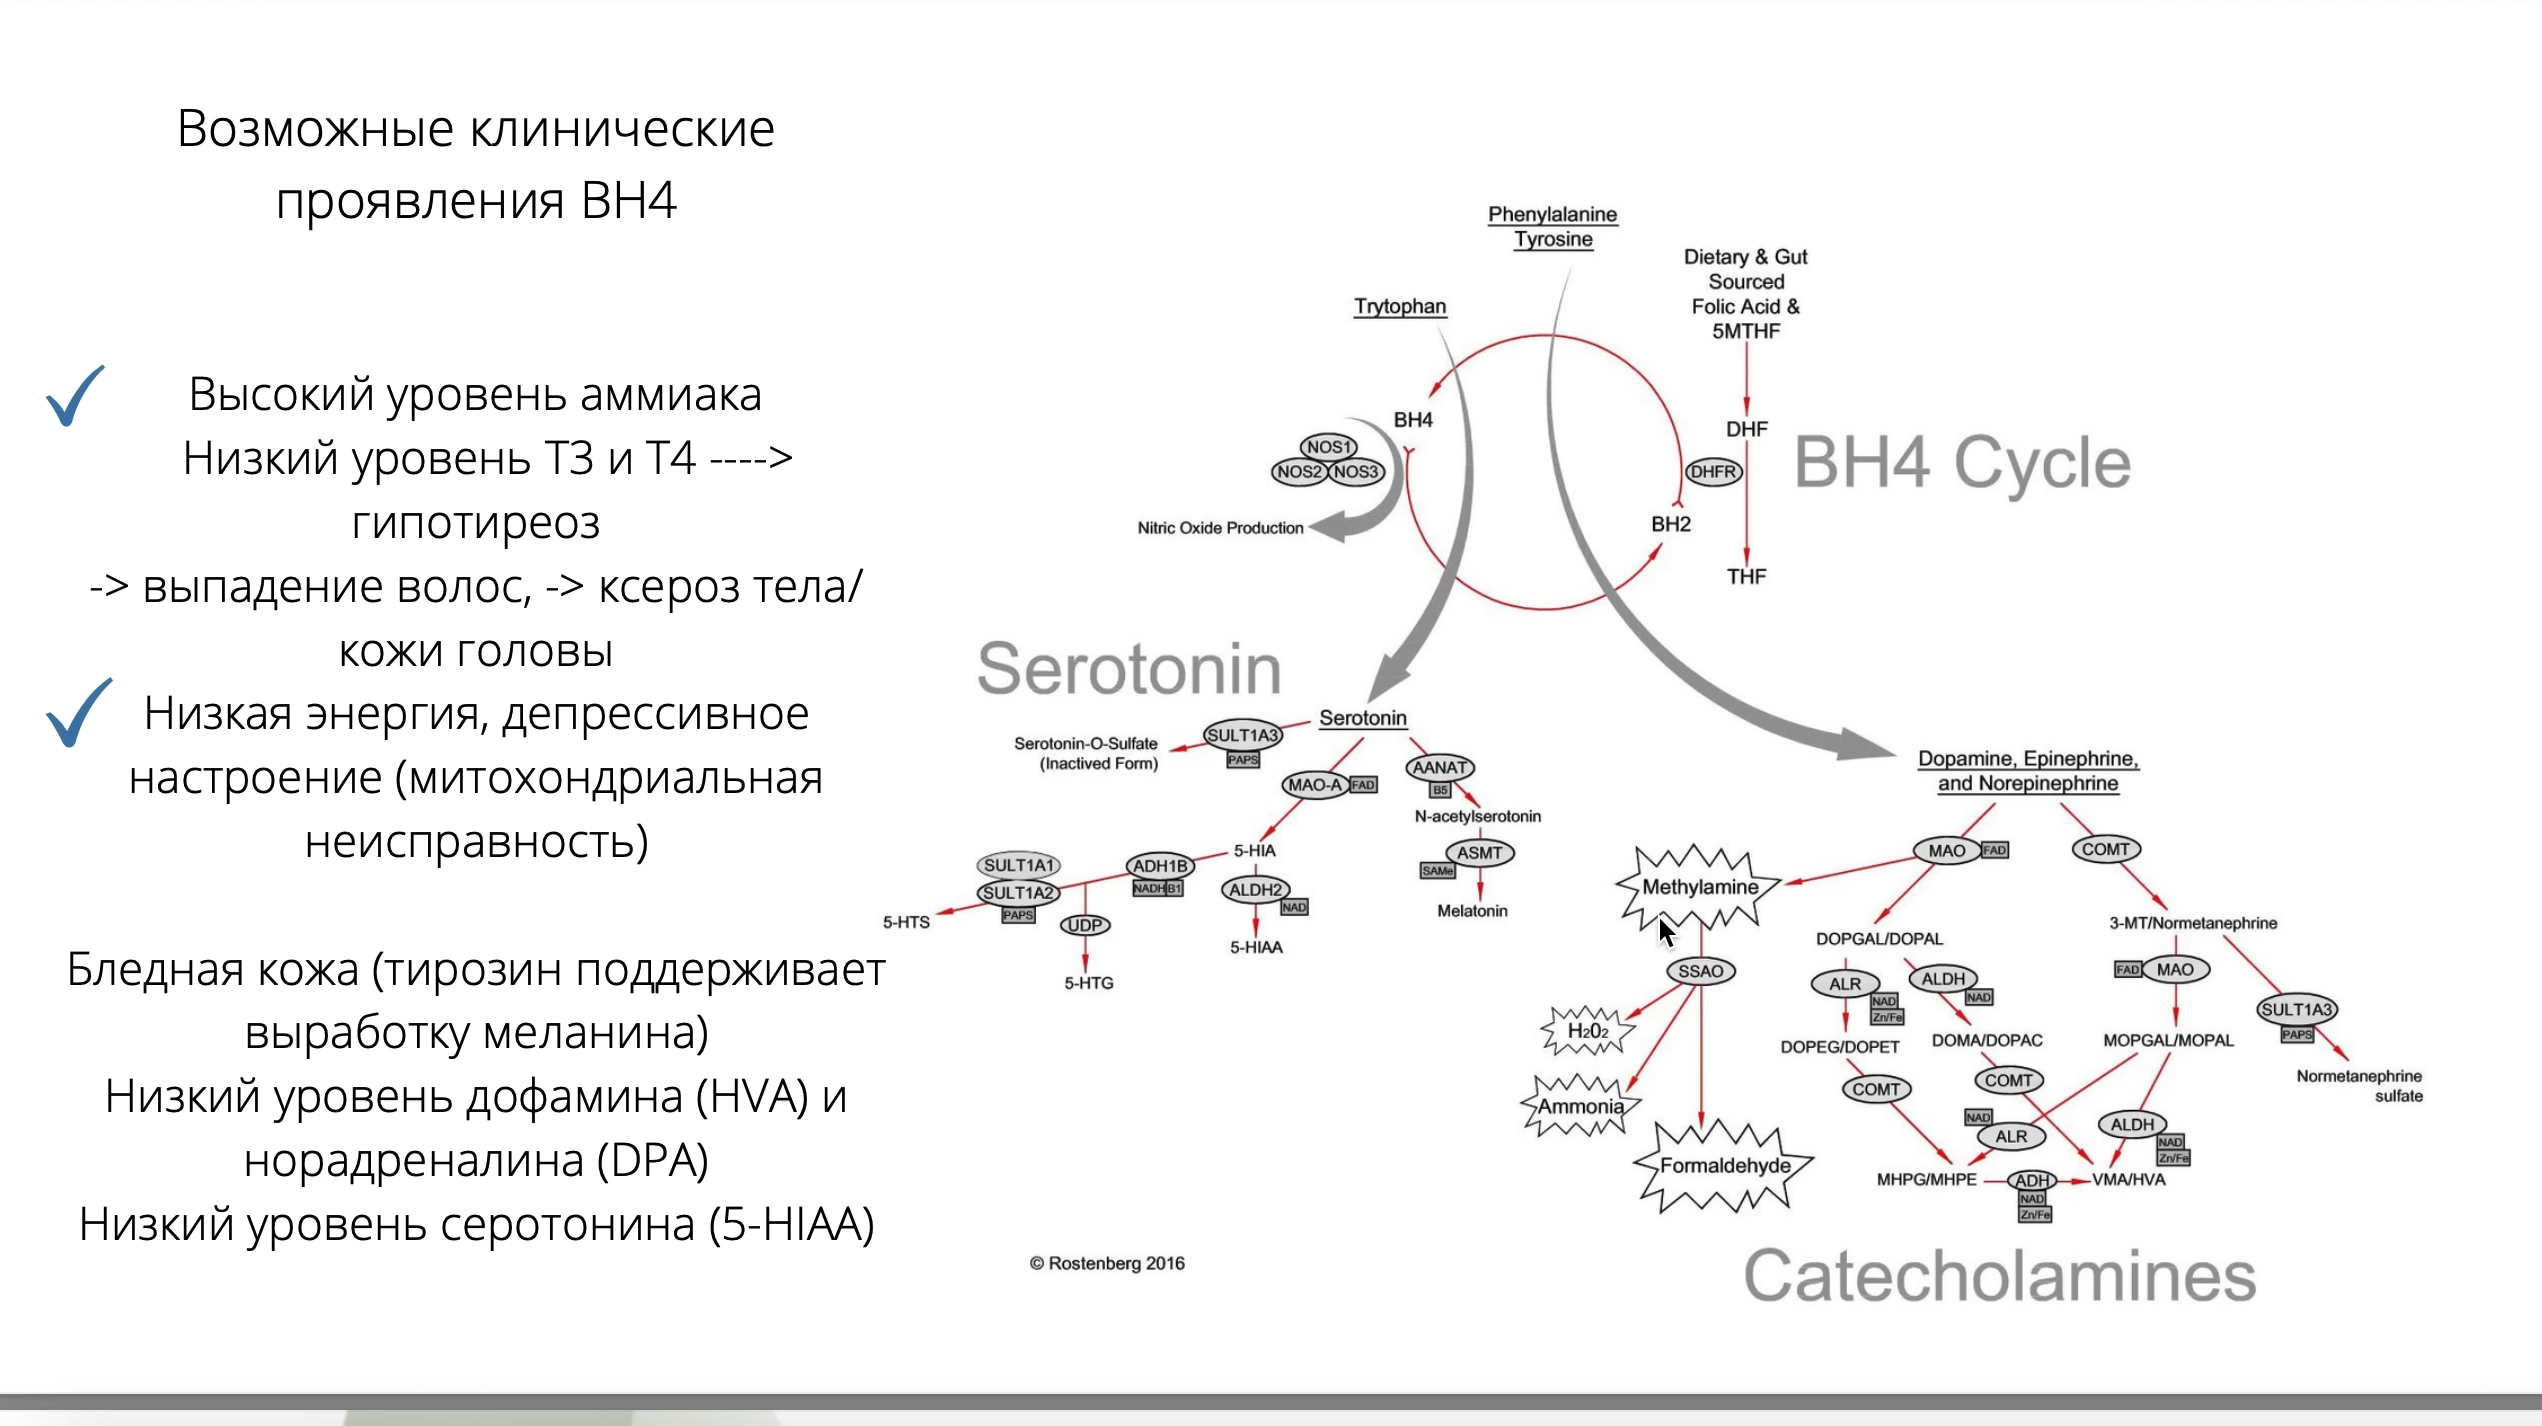 Возможные клинические
проявления BH4
Высокий уровень аммиака
Низкий уровень Т3 и Т4 ---->
гипотиреоз
-> выпадение волос, -> ксероз тела/
кожи головы
Низкая энергия, депрессивное
настроение (митохондриальная
неисправность)
Бледная кожа (тирозин поддерживает
выработку меланина)
Низкий уровень дофамина (HVA) и
норадреналина (DPA)
Низкий уровень серотонина (5-HIAA)
Phenylalanine
Tyrosine
Trytophan
Dietary & Gut
Sourced
Folic Acid &
5MTHF
BH4
NOS1
NOS2 NOS3
Nitric Oxide Production
DHF
DHFR
BH2
THF
BH4 Cycle
Serotonin
Serotonin
SULT1A3
PAPS
Serotonin-O-Sulfate
(Inactived Form)
MAO-A FAD
AANAT
B5
N-acetylserotonin
ASMT
SAMe
Melatonin
5-HIA
ADH1B
NADH B1
ALDH2
NAD
5-HIAA
SULT1A1
SULT1A2
PAPS
5-HTS
UDP
5-HTG
Dopamine, Epinephrine,
and Norepinephrine
MAO FAD
COMT
Methylamine
SSAO
H202
Ammonia
Formaldehyde
DOPGAL/DOPAL
ALR
NAD
Zn/Fe
ALDH
NAD
DOPEG/DOPET
DOMA/DOPAC
COMT
COMT
3-MT/Normetanephrine
FAD MAO
SULT1A3
PAPS
MOPGAL/MOPAL
Normetanephrine
sulfate
NAD
ALR
ALDH
NAD
Zn/Fe
MHPG/MHPE
ADH
NAD
Zn/Fe
VMA/HVA
© Rostenberg 2016
Catecholamines